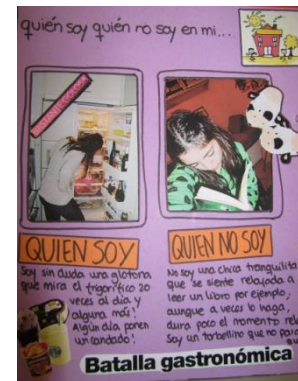 quién soy quién no soy en mi...
QUIEN SOY
Soy sin duda una glotona
que mira el frigorífico 20
veces al día y
alguna más!
Algún día ponen
un candado!
QUIEN NO SOY
No soy una chica tranquilita
que se siente relajada a
leer un libro por ejemplo,
aunque a veces lo haga,
dura poco el momento
Soy un torbellino que no para
Batalla gastronómica